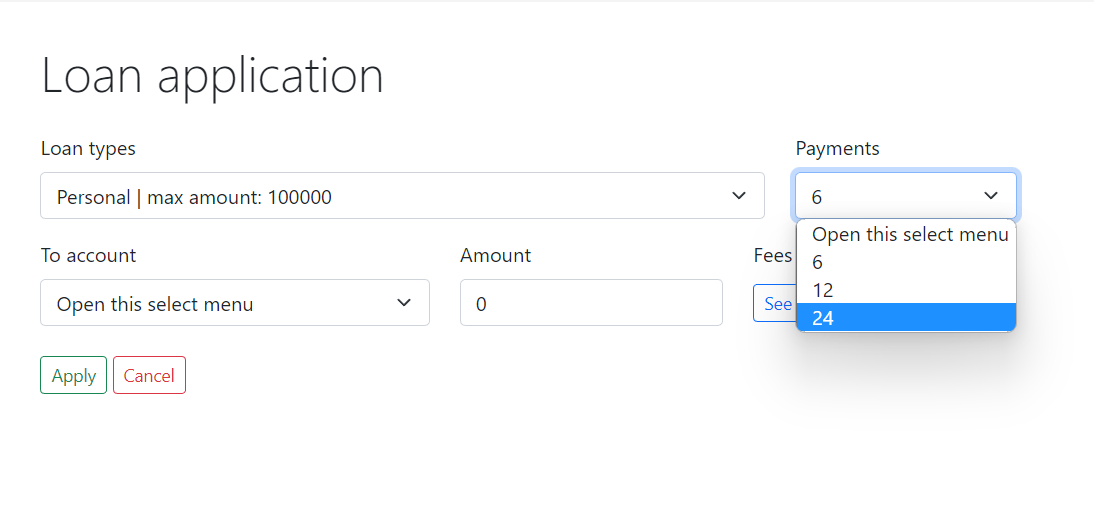 Loan application
Loan types
Payments
Personal | max amount: 100000
6
Open this select menu
6
12
24
To account
Amount
Fees
Open this select menu
0
See
Apply
Cancel